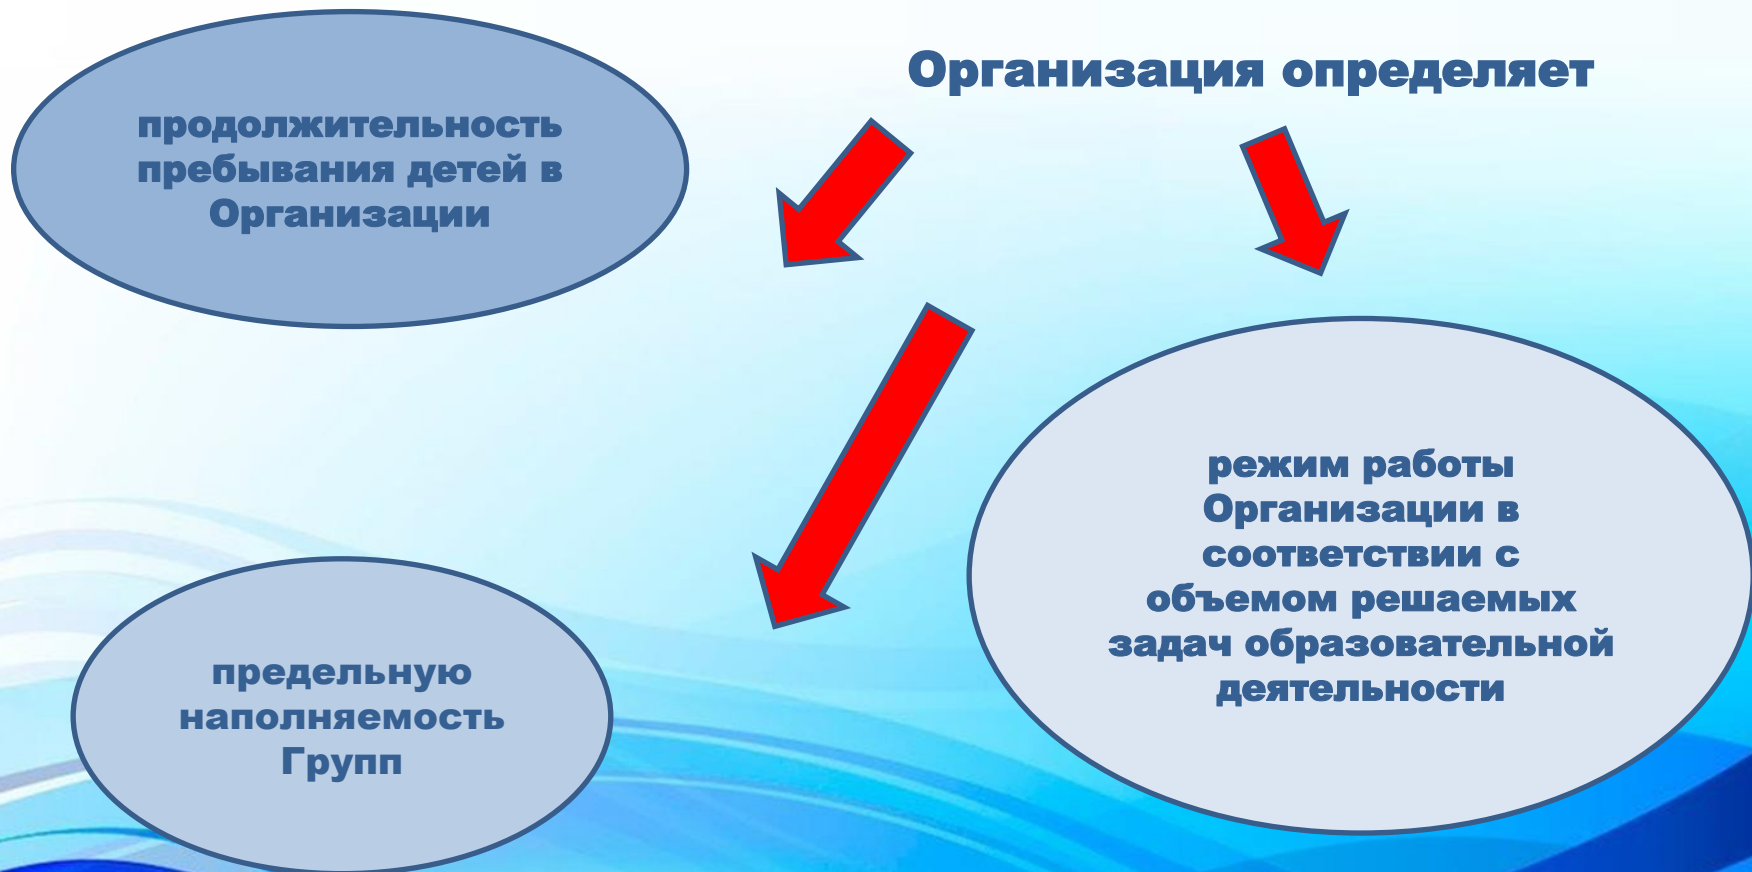 Организация определяет
продолжительность
пребывания детей в
Организации
режим работы
Организации в
соответствии с
объемом решаемых
задач образовательной
деятельности
предельную
наполняемость
Групп